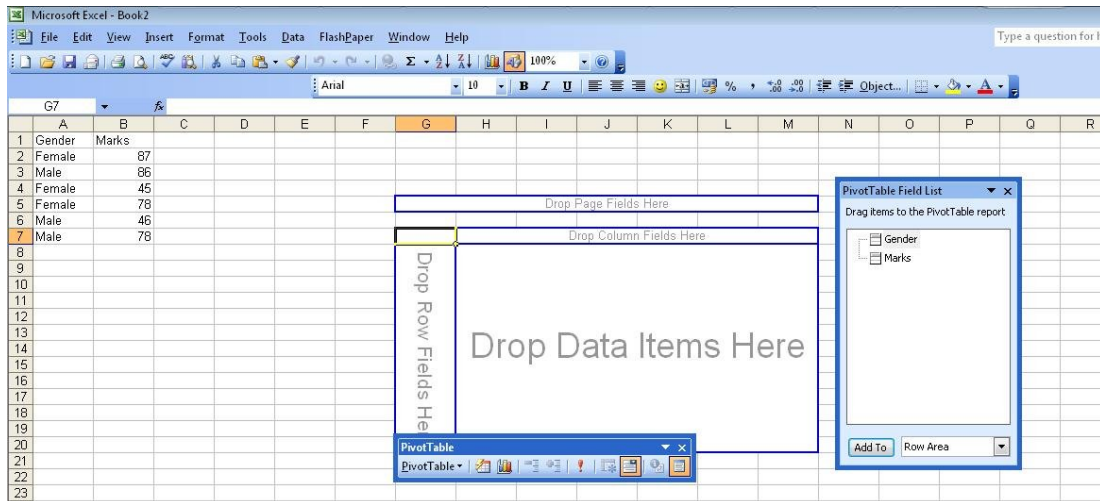 Microsoft Excel - Book2
File Edit View Insert Format Tools Data FlashPaper Window Help
Type a question for h
Σ 100%
Arial 10 B I U % , Object... A
G7 fx
A B C D E F G H I J K L M N O P Q R
1 Gender Marks
2 Female 87
3 Male 86
4 Female 45
5 Female 78
6 Male 46
7 Male 78
8
9
10
11
12
13
14
15
16
17
18
19
20
21
22
23
Drop Page Fields Here
Drop Column Fields Here
Drop Row Fields Her
Drop Data Items Here
PivotTable
PivotTable
PivotTable Field List
Drag items to the PivotTable report
Gender
Marks
Add To Row Area